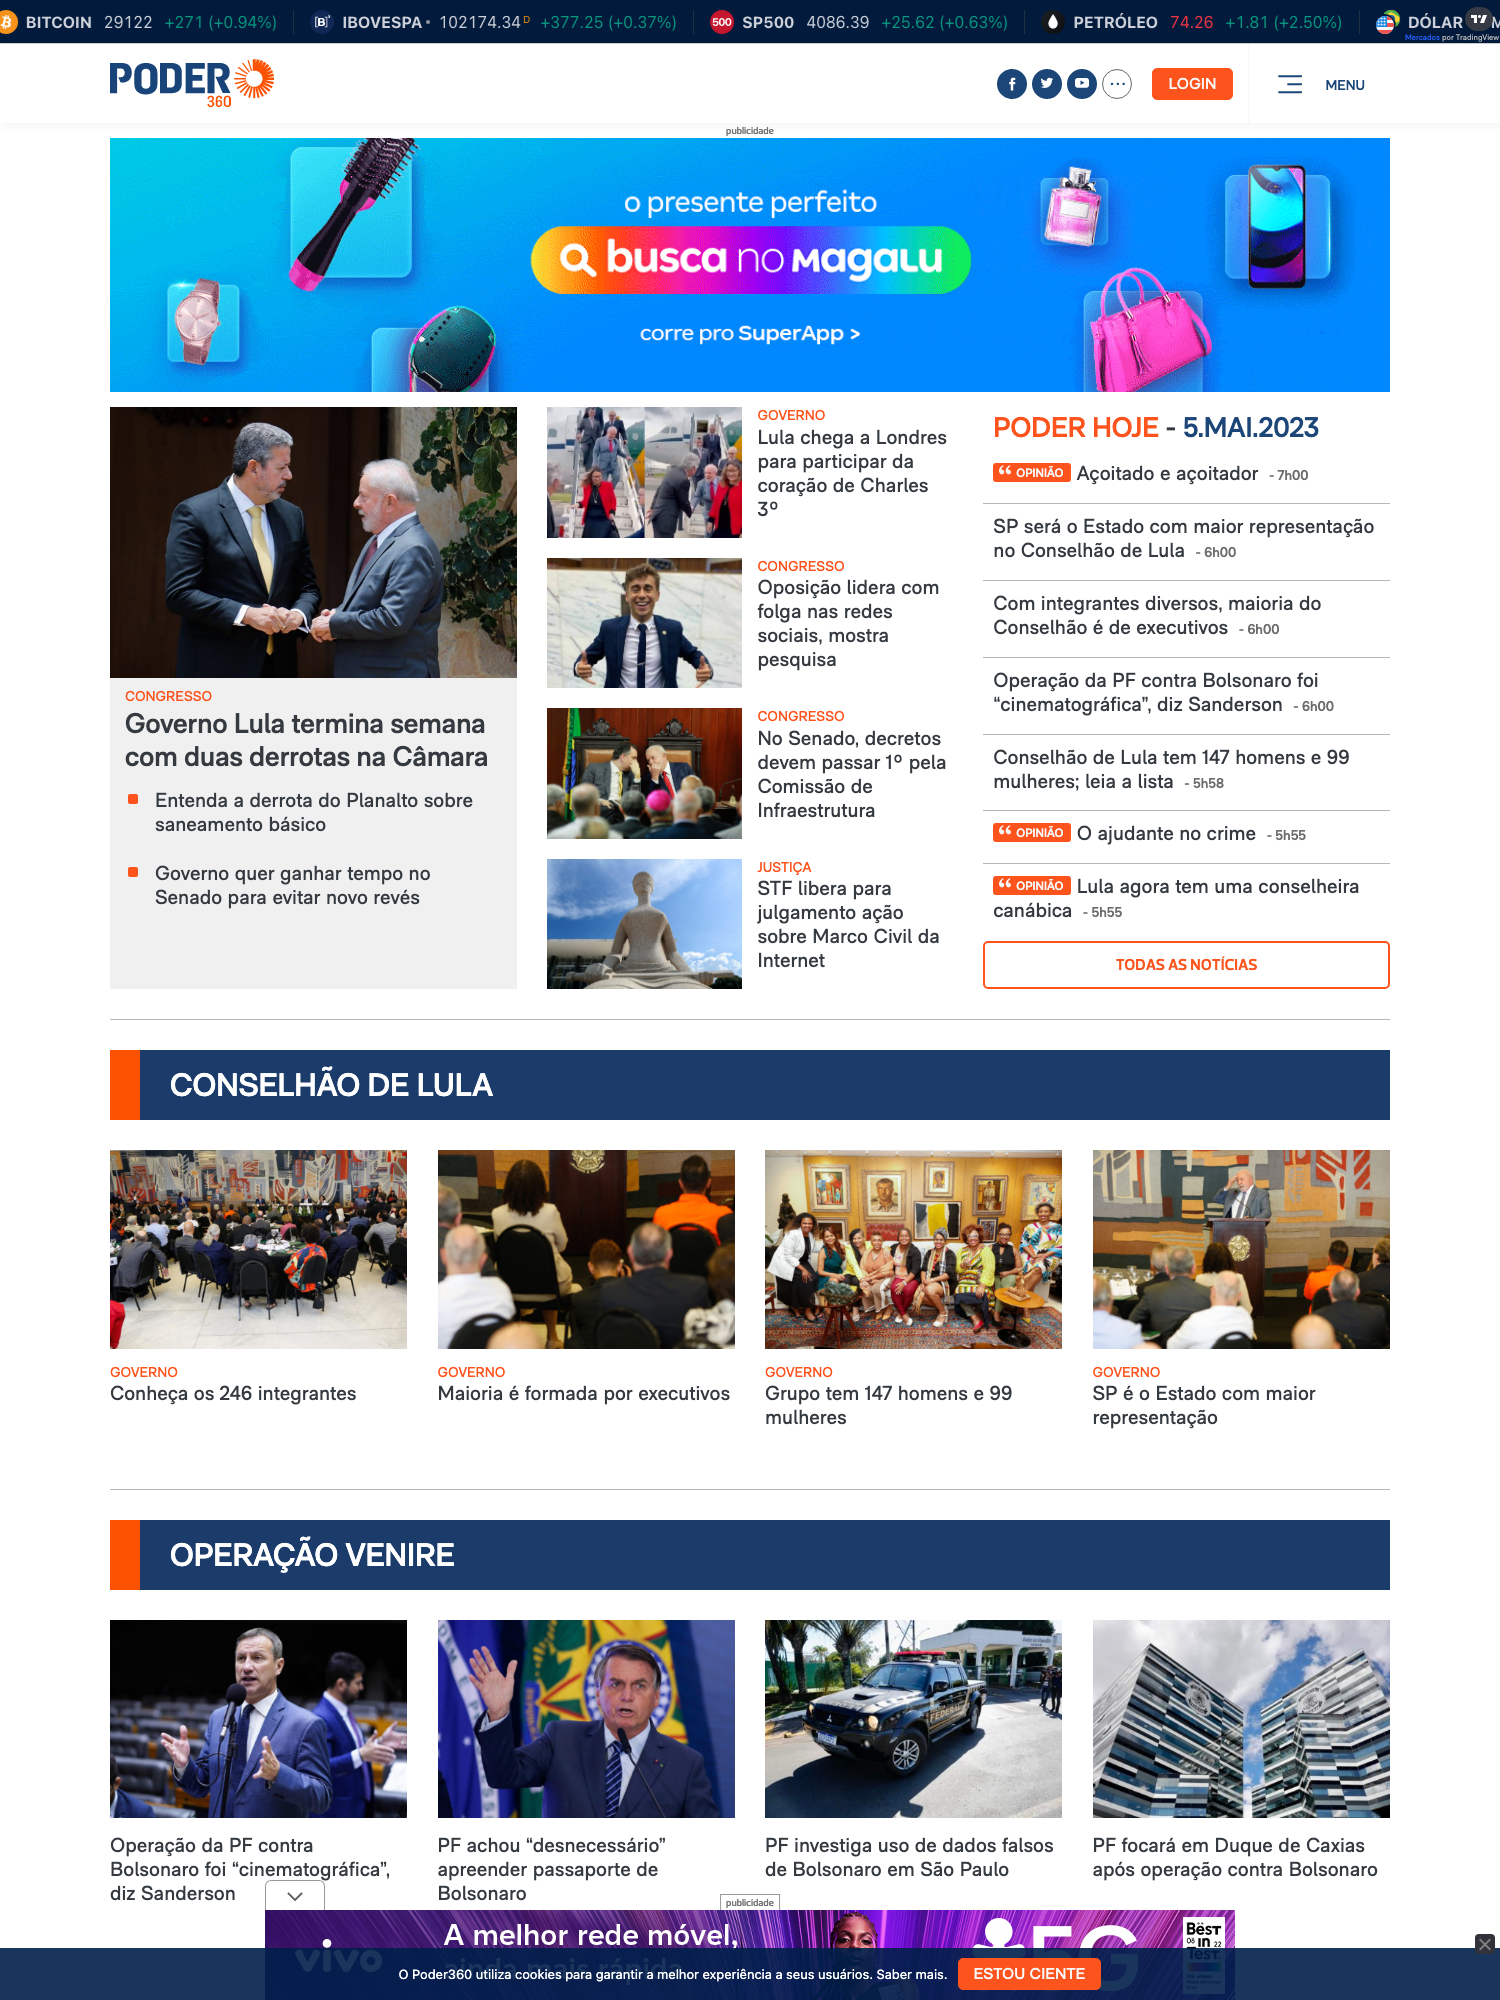 BITCOIN 29122 +271 (+0.94%) IBOVESPA 102174.34 D +377.25 (+0.37%) 500 SP500 4086.39 +25.62 (+0.63%) PETRÓLEO 74.26 +1.81 (+2.50%) DÓLAR
Mercados por TradingView
PODER
360
LOGIN
MENU
publicidade
o presente perfeito
busca no Magalu
corre pro SuperApp >
CONGRESSO
Governo Lula termina semana
com duas derrotas na Câmara
Entenda a derrota do Planalto sobre
saneamento básico
Governo quer ganhar tempo no
Senado para evitar novo revés
GOVERNO
Lula chega a Londres
para participar da
coração de Charles
3º
CONGRESSO
Oposição lidera com
folga nas redes
sociais, mostra
pesquisa
CONGRESSO
No Senado, decretos
devem passar 1º pela
Comissão de
Infraestrutura
JUSTIÇA
STF libera para
julgamento ação
sobre Marco Civil da
Internet
PODER HOJE - 5.MAI.2023
“ OPINIÃO Açoitado e açoitador - 7h00
SP será o Estado com maior representação
no Conselhão de Lula - 6h00
Com integrantes diversos, maioria do
Conselhão é de executivos - 6h00
Operação da PF contra Bolsonaro foi
“cinematográfica”, diz Sanderson - 6h00
Conselhão de Lula tem 147 homens e 99
mulheres; leia a lista - 5h58
“ OPINIÃO O ajudante no crime - 5h55
“ OPINIÃO Lula agora tem uma conselheira
canábica - 5h55
TODAS AS NOTÍCIAS
CONSELHÃO DE LULA
GOVERNO
Conheça os 246 integrantes
GOVERNO
Maioria é formada por executivos
GOVERNO
Grupo tem 147 homens e 99
mulheres
GOVERNO
SP é o Estado com maior
representação
OPERAÇÃO VENIRE
Operação da PF contra
Bolsonaro foi “cinematográfica”,
diz Sanderson
PF achou “desnecessário”
apreender passaporte de
Bolsonaro
PF investiga uso de dados falsos
de Bolsonaro em São Paulo
PF focará em Duque de Caxias
após operação contra Bolsonaro
publicidade
A melhor rede móvel,
ainda mais rápida
vivo
5G
Best
08 in 22
Test
O Poder360 utiliza cookies para garantir a melhor experiência a seus usuários. Saber mais.
ESTOU CIENTE